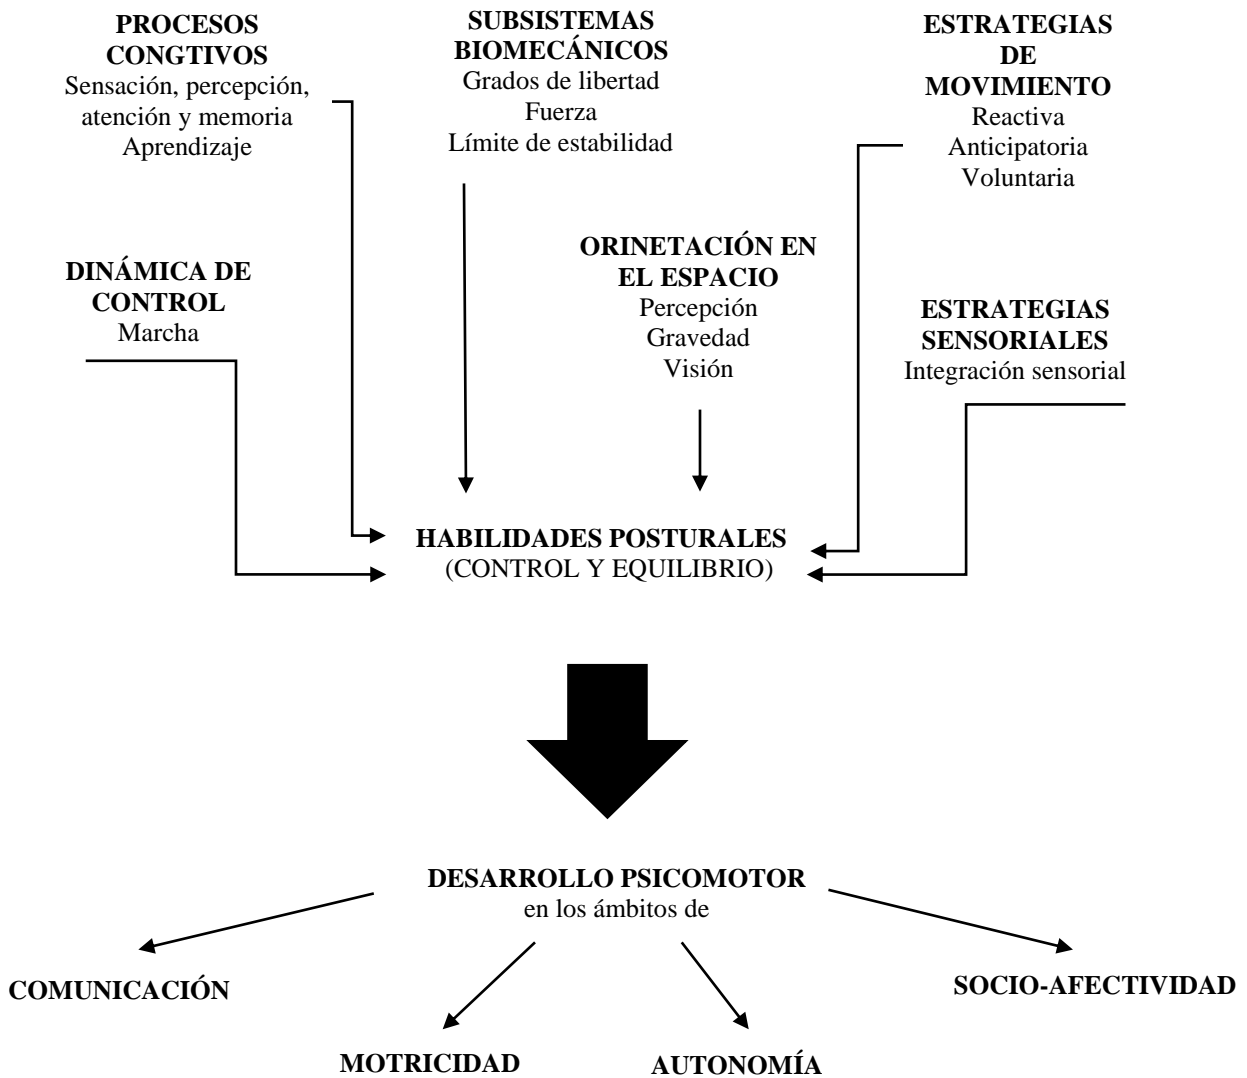 PROCESOS
CONGTIVOS
Sensación, percepción,
atención y memoria
Aprendizaje
SUBSISTEMAS
BIOMECÁNICOS
Grados de libertad
Fuerza
Límite de estabilidad
ESTRATEGIAS
DE
MOVIMIENTO
Reactiva
Anticipatoria
Voluntaria
DINÁMICA DE
CONTROL
Marcha
ORINETACIÓN EN
EL ESPACIO
Percepción
Gravedad
Visión
ESTRATEGIAS
SENSORIALES
Integración sensorial
HABILIDADES POSTURALES
(CONTROL Y EQUILIBRIO)
DESARROLLO PSICOMOTOR
en los ámbitos de
COMUNICACIÓN
SOCIO-AFECTIVIDAD
MOTRICIDAD
AUTONOMÍA